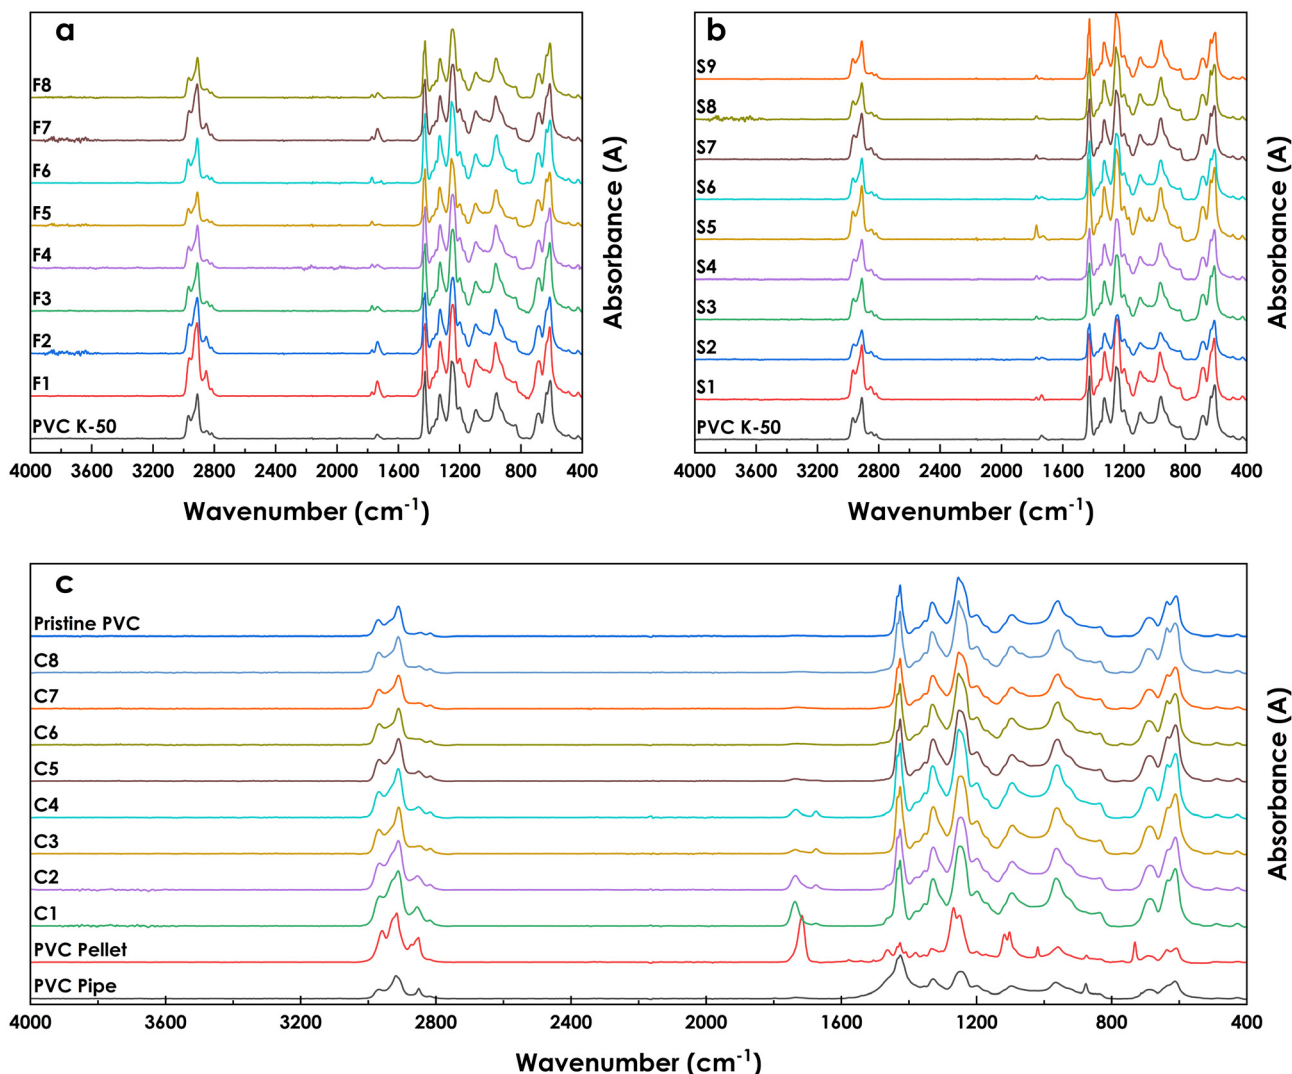 a
F8
F7
F6
F5
F4
F3
F2
F1
PVC K-50
4000 3600 3200 2800 2400 2000 1600 1200 800 400
Wavenumber (cm⁻¹)
Absorbance (A)
b
S9
S8
S7
S6
S5
S4
S3
S2
S1
PVC K-50
4000 3600 3200 2800 2400 2000 1600 1200 800 400
Wavenumber (cm⁻¹)
Absorbance (A)
c
Pristine PVC
C8
C7
C6
C5
C4
C3
C2
C1
PVC Pellet
PVC Pipe
4000 3600 3200 2800 2400 2000 1600 1200 800 400
Wavenumber (cm⁻¹)
Absorbance (A)